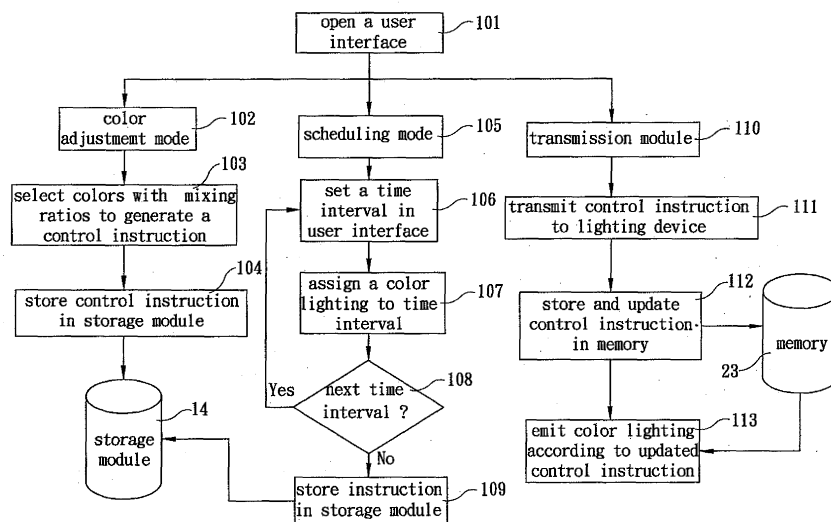 open a user
interface
101
color
adjustmemt mode
102
select colors with mixing
ratios to generate a
control instruction
103
store control instruction
in storage module
104
storage
module
14
scheduling mode
105
set a time
interval in
user interface
106
assign a color
lighting to time
interval
107
next time
interval ?
108
Yes
No
store instruction
in storage module
109
transmission module
110
transmit control instruction
to lighting device
111
store and update
control instruction
in memory
112
memory
23
emit color lighting
according to updated
control instruction
113